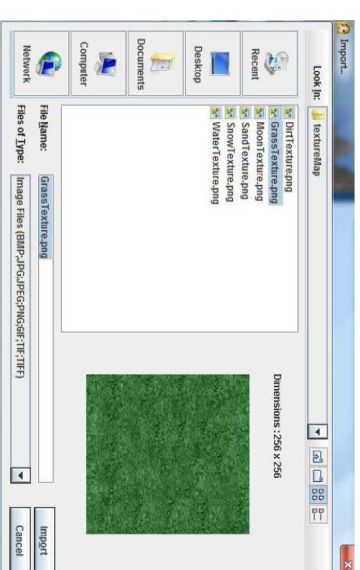 Import...
Look In: textureMap
Recent
Desktop
Documents
Computer
Network
DirtTexture.png
GrassTexture.png
MoonTexture.png
SandTexture.png
SnowTexture.png
WaterTexture.png
Dimensions :256 x 256
File Name: GrassTexture.png
Files of Type: Image Files (BMP;JPG;JPEG;PNG;GIF;TIF;TIFF)
Import
Cancel